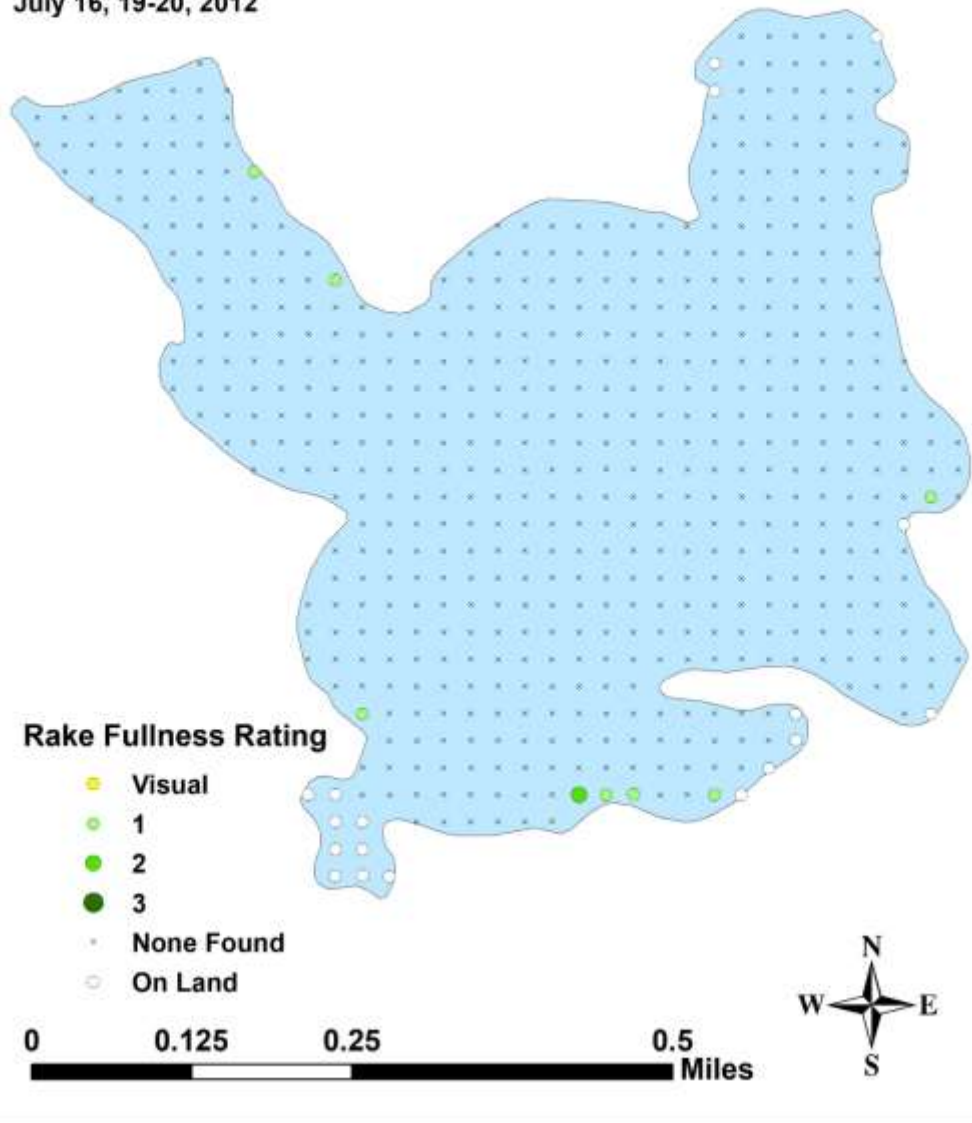 July 16, 19-20, 2012
Rake Fullness Rating
Visual
1
2
3
None Found
On Land
N
W E
S
0 0.125 0.25 0.5
Miles